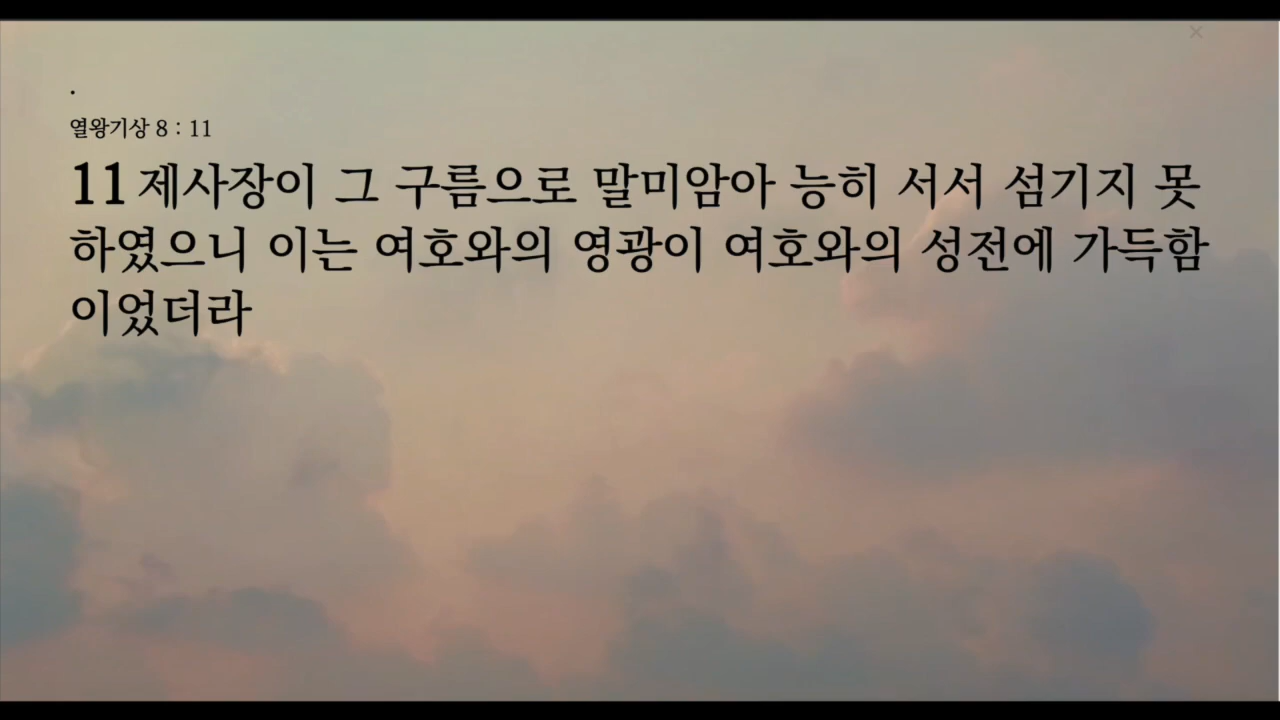 .
열왕기상 8 : 11
11 제사장이 그 구름으로 말미암아 능히 서서 섬기지 못
하였으니 이는 여호와의 영광이 여호와의 성전에 가득함
이었더라